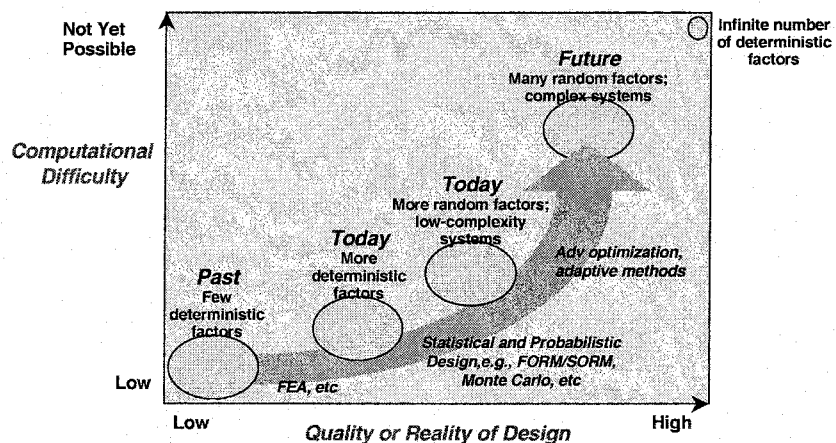 Not Yet
Possible
Infinite number
of deterministic
factors
Future
Many random factors;
complex systems
Computational
Difficulty
Today
More random factors;
low-complexity
systems
Today
More
deterministic
factors
Adv optimization,
adaptive methods
Past
Few
deterministic
factors
Statistical and Probabilistic
Design,e.g., FORM/SORM,
Monte Carlo, etc
FEA, etc
Low
Low
High
Quality or Reality of Design